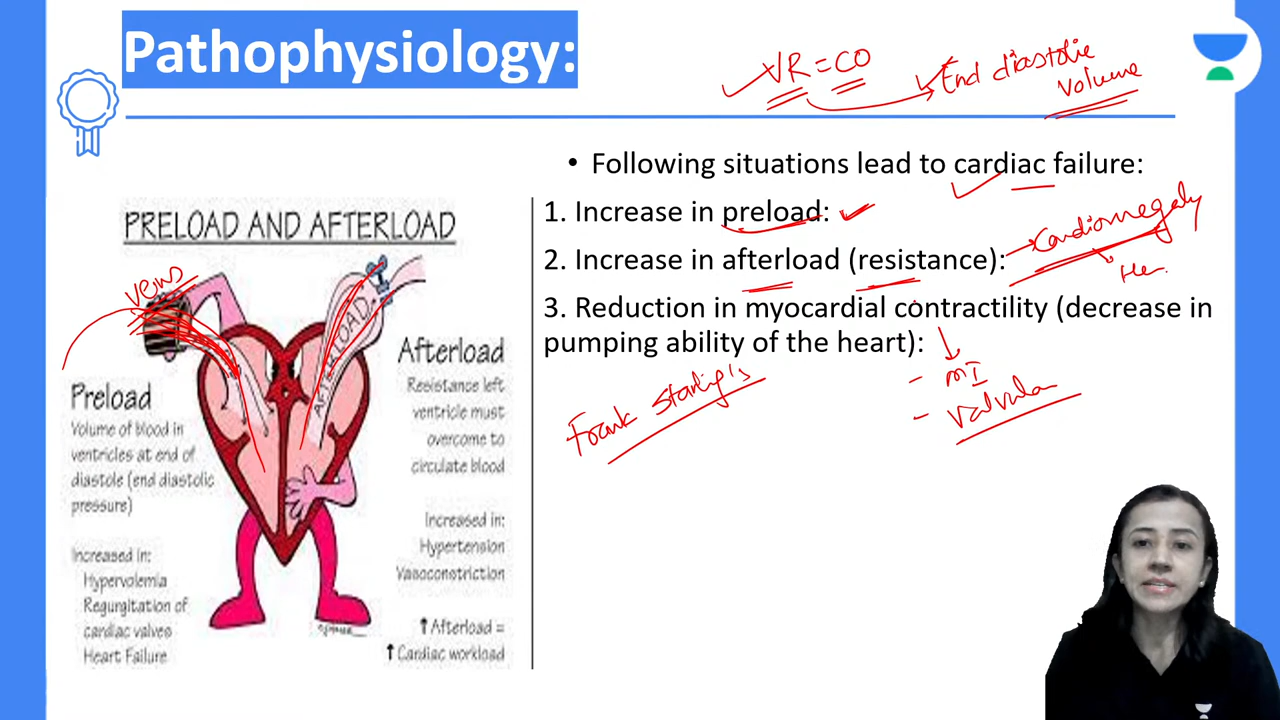 Pathophysiology:
VR = CO
End diastolic
volume
• Following situations lead to cardiac failure:
1. Increase in preload:
2. Increase in afterload (resistance):
Cardiomegaly
3. Reduction in myocardial contractility (decrease in
pumping ability of the heart):
- MI
- Valvular
Frank Starling's
PRELOAD AND AFTERLOAD
veins
AFTERLOAD
Preload
Volume of blood in
ventricles at end of
diastole (end diastolic
pressure)
Increased in:
Hypervolemia
Regurgitation of
cardiac valves
Heart Failure
Afterload
Resistance left
ventricle must
overcome to
circulate blood
Increased in:
Hypertension
Vasoconstriction
↑ Afterload =
↑ Cardiac workload